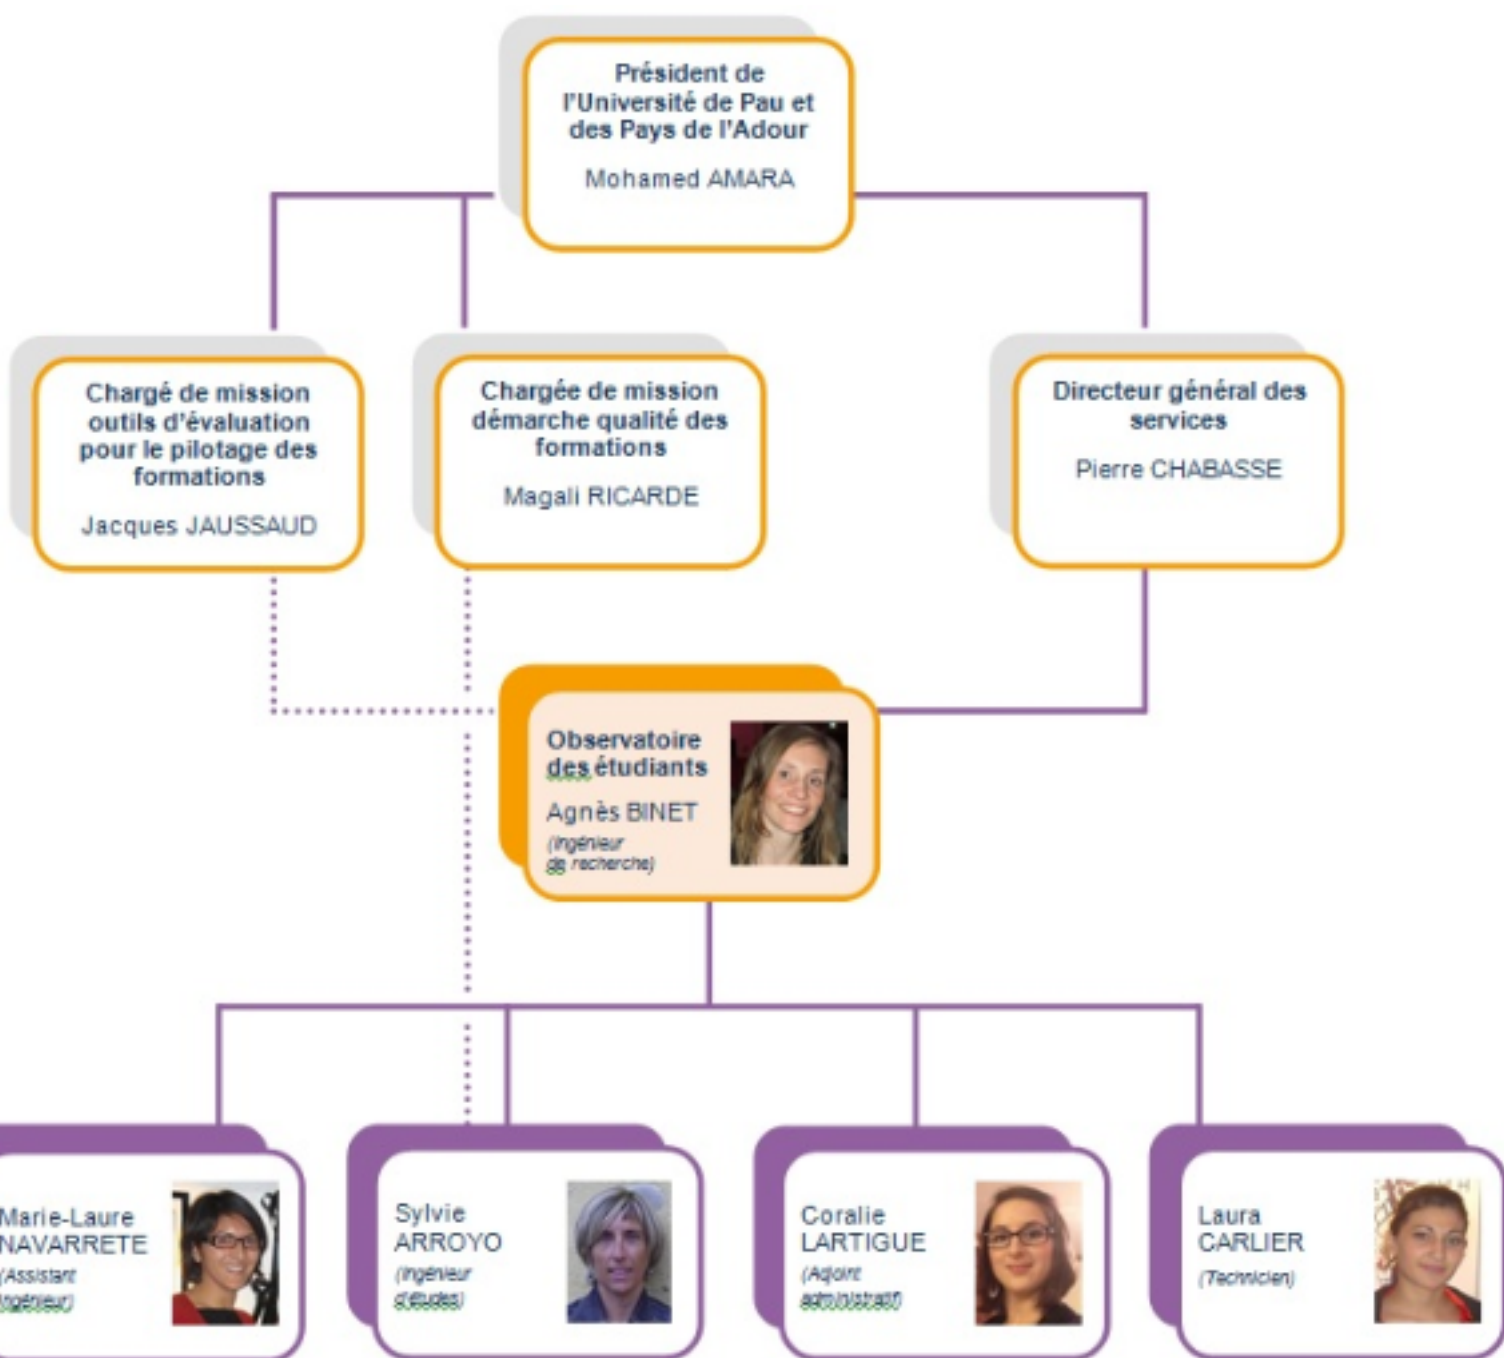 Président de
l'Université de Pau et
des Pays de l'Adour
Mohamed AMARA
Chargé de mission
outils d'évaluation
pour le pilotage des
formations
Jacques JAUSSAUD
Chargée de mission
démarche qualité des
formations
Magali RICARDE
Directeur général des
services
Pierre CHABASSE
Observatoire
des étudiants
Agnès BINET
(Ingénieur
de recherche)
Marie-Laure
NAVARRETE
(Assistant
ingénieur)
Sylvie
ARROYO
(Ingénieur
d'études)
Coralie
LARTIGUE
(Adjoint
administratif)
Laura
CARLIER
(Technicien)